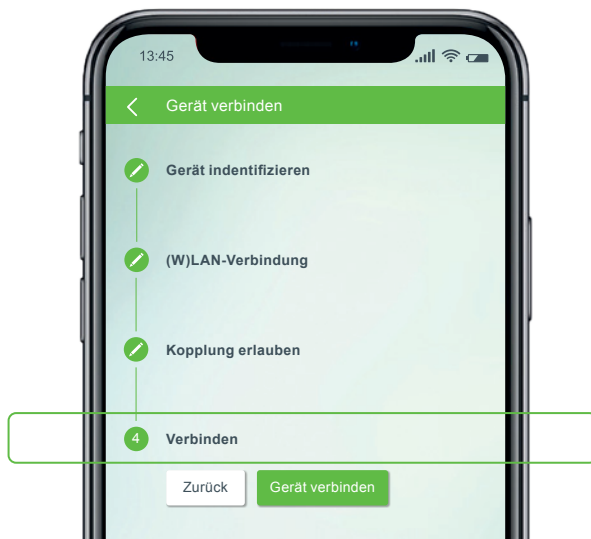 13:45
Gerät verbinden
Gerät indentifizieren
(W)LAN-Verbindung
Kopplung erlauben
4 Verbinden
Zurück Gerät verbinden